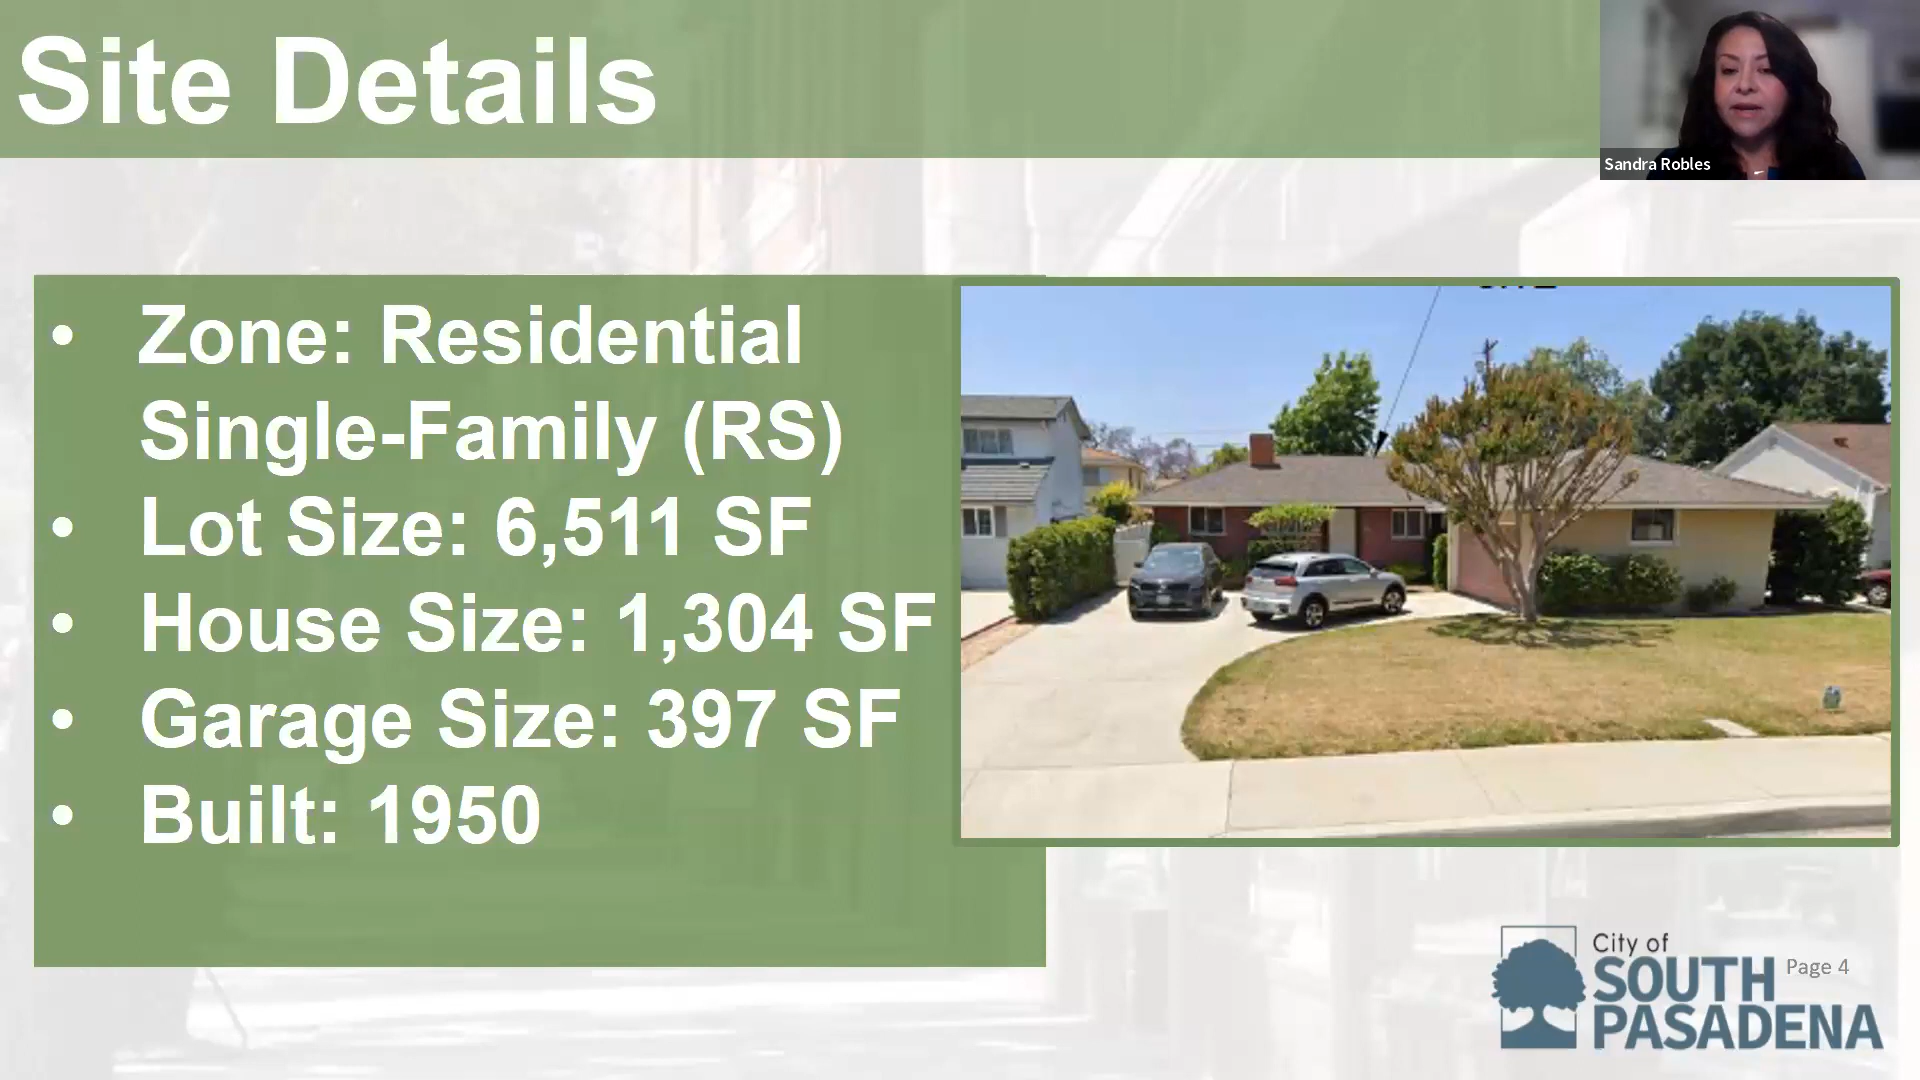 Site Details
Sandra Robles
• Zone: Residential
Single-Family (RS)
• Lot Size: 6,511 SF
• House Size: 1,304 SF
• Garage Size: 397 SF
• Built: 1950
City of
SOUTH
PASADENA
Page 4